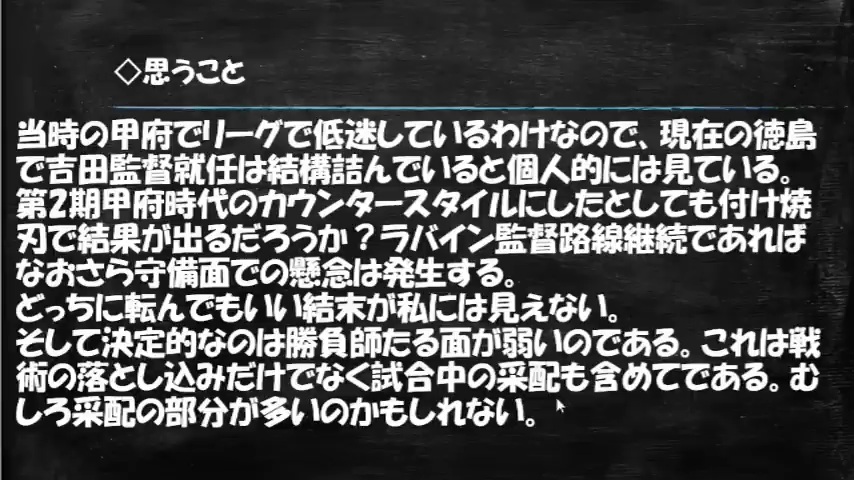 ◇思うこと
当時の甲府でリーグで低迷しているわけなので、現在の徳島
で吉田監督就任は結構詰んでいると個人的には見ている。
第2期甲府時代のカウンタースタイルにしたとしても付け焼
刃で結果が出るだろうか？ラバイン監督路線継続であれば
なおさら守備面での懸念は発生する。
どっちに転んでもいい結末が私には見えない。
そして決定的なのは勝負師たる面が弱いのである。これは戦
術の落とし込みだけでなく試合中の采配も含めてである。む
しろ采配の部分が多いのかもしれない。